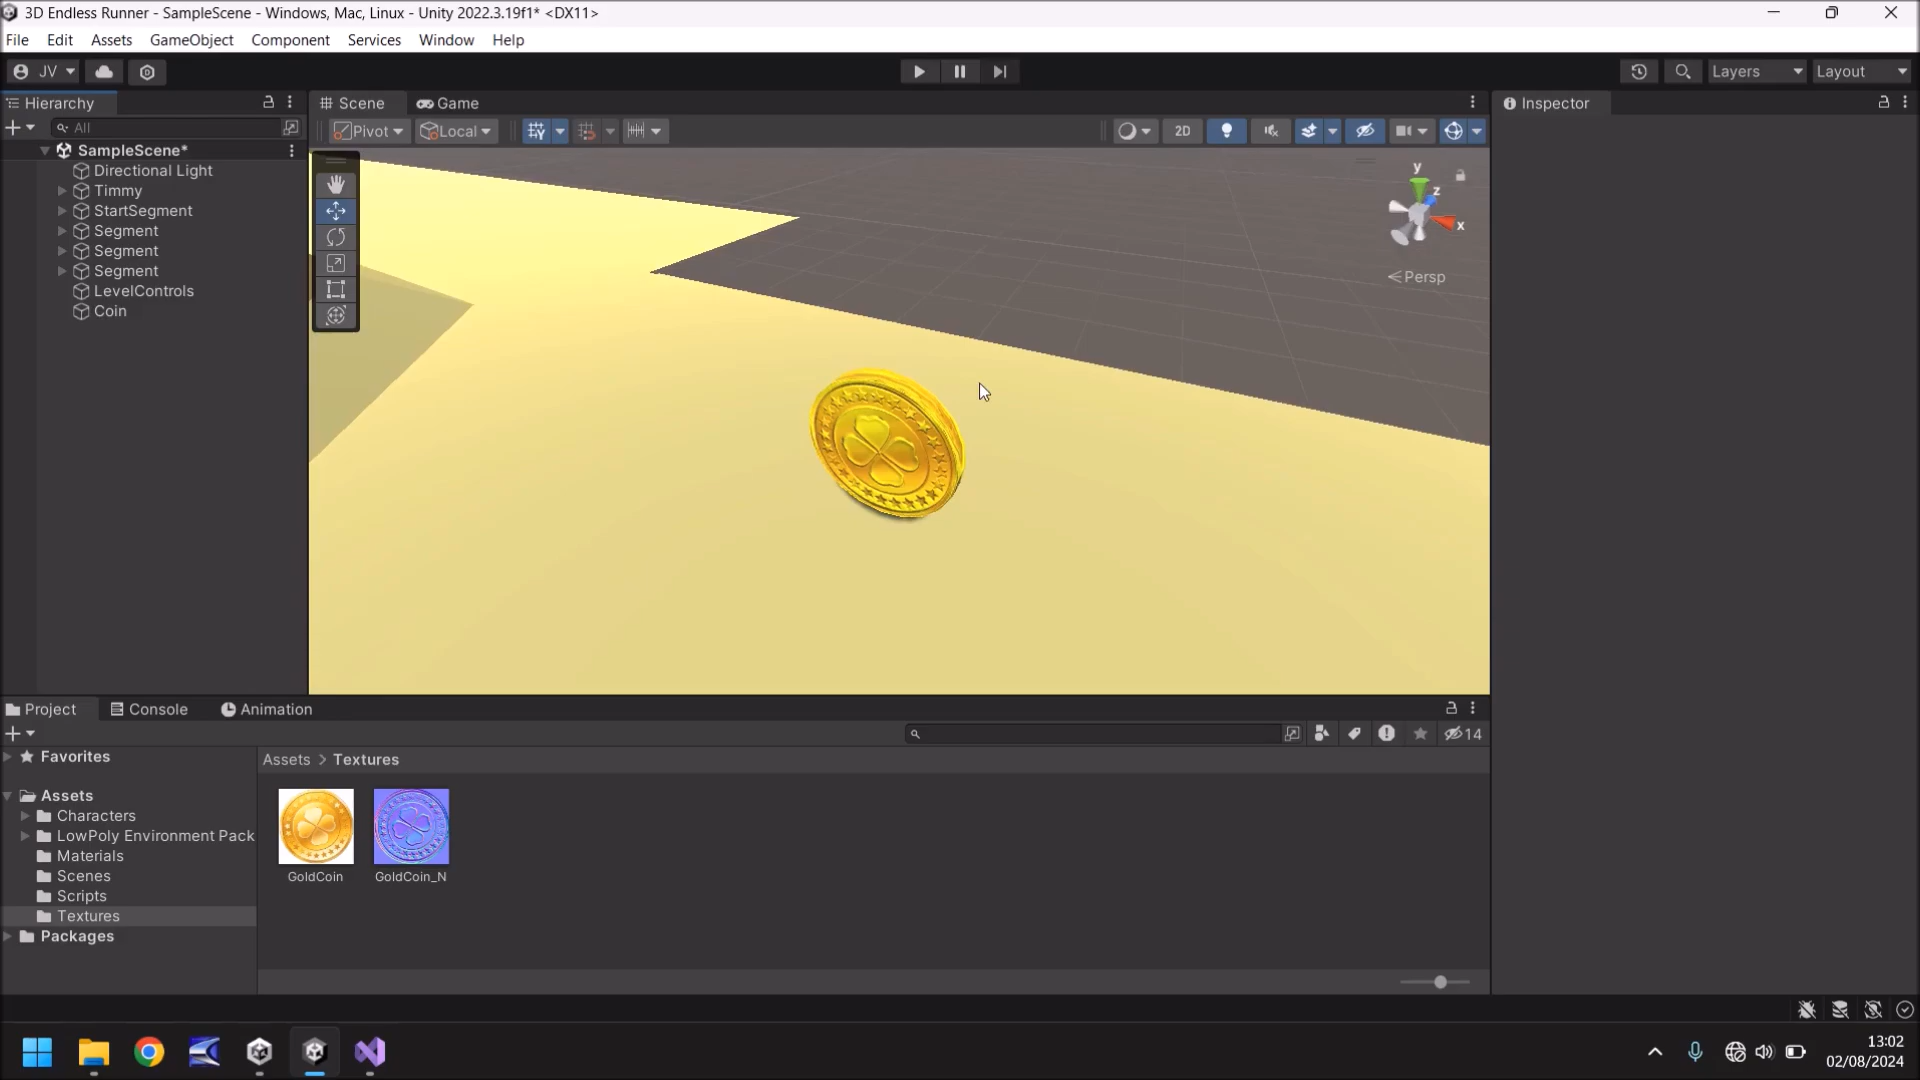 3D Endless Runner - SampleScene - Windows, Mac, Linux - Unity 2022.3.19f1* <DX11>
File Edit Assets GameObject Component Services Window Help
JV Layers Layout
Hierarchy Scene Game Inspector
All Pivot Local 2D
SampleScene*
Directional Light
Timmy
StartSegment
Segment
Segment
Segment
LevelControls
Coin
y
z
x
Persp
Project Console Animation
14
Favorites
Assets > Textures
Assets
Characters
LowPoly Environment Pack
Materials
Scenes
Scripts
Textures
Packages
GoldCoin GoldCoin_N
13:02
02/08/2024